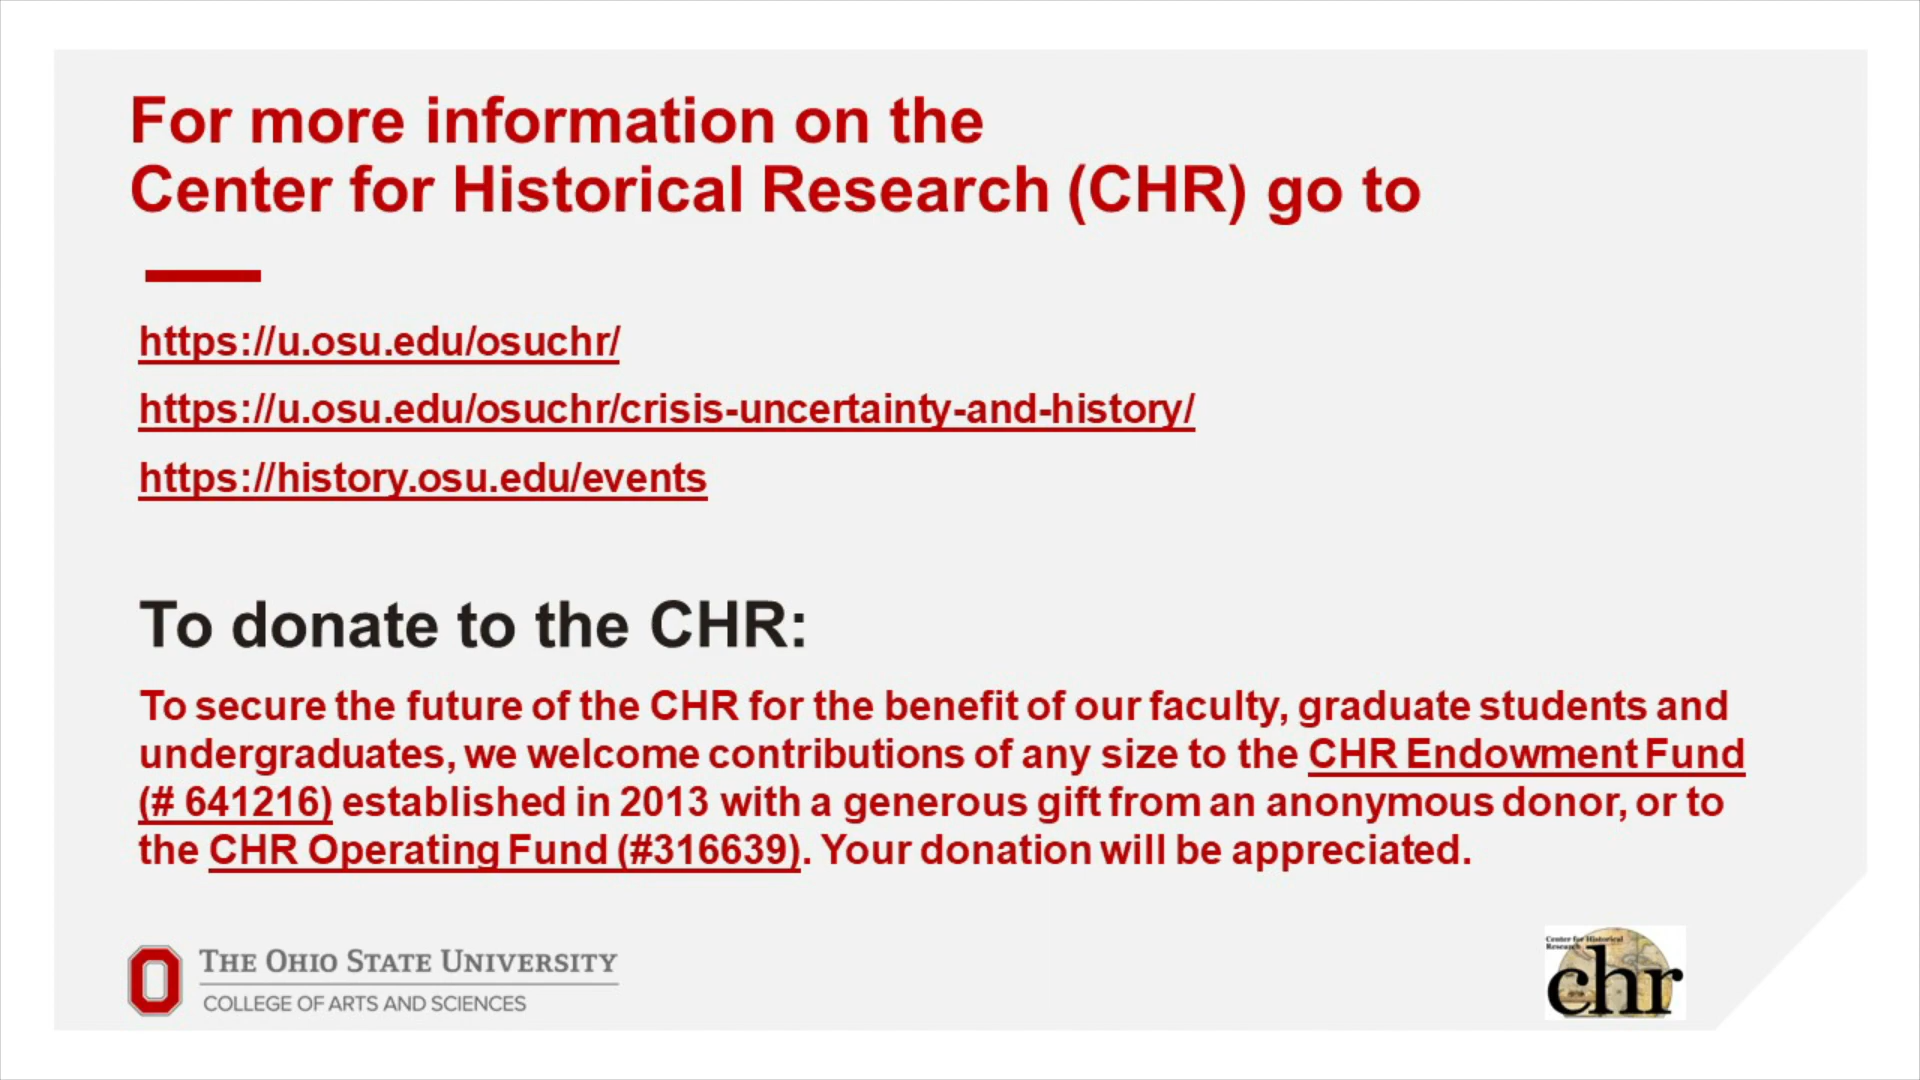 For more information on the
Center for Historical Research (CHR) go to
https://u.osu.edu/osuchr/
https://u.osu.edu/osuchr/crisis-uncertainty-and-history/
https://history.osu.edu/events
To donate to the CHR:
To secure the future of the CHR for the benefit of our faculty, graduate students and
undergraduates, we welcome contributions of any size to the CHR Endowment Fund
(# 641216) established in 2013 with a generous gift from an anonymous donor, or to
the CHR Operating Fund (#316639). Your donation will be appreciated.
THE OHIO STATE UNIVERSITY
COLLEGE OF ARTS AND SCIENCES
Center for Historical
Research
chr